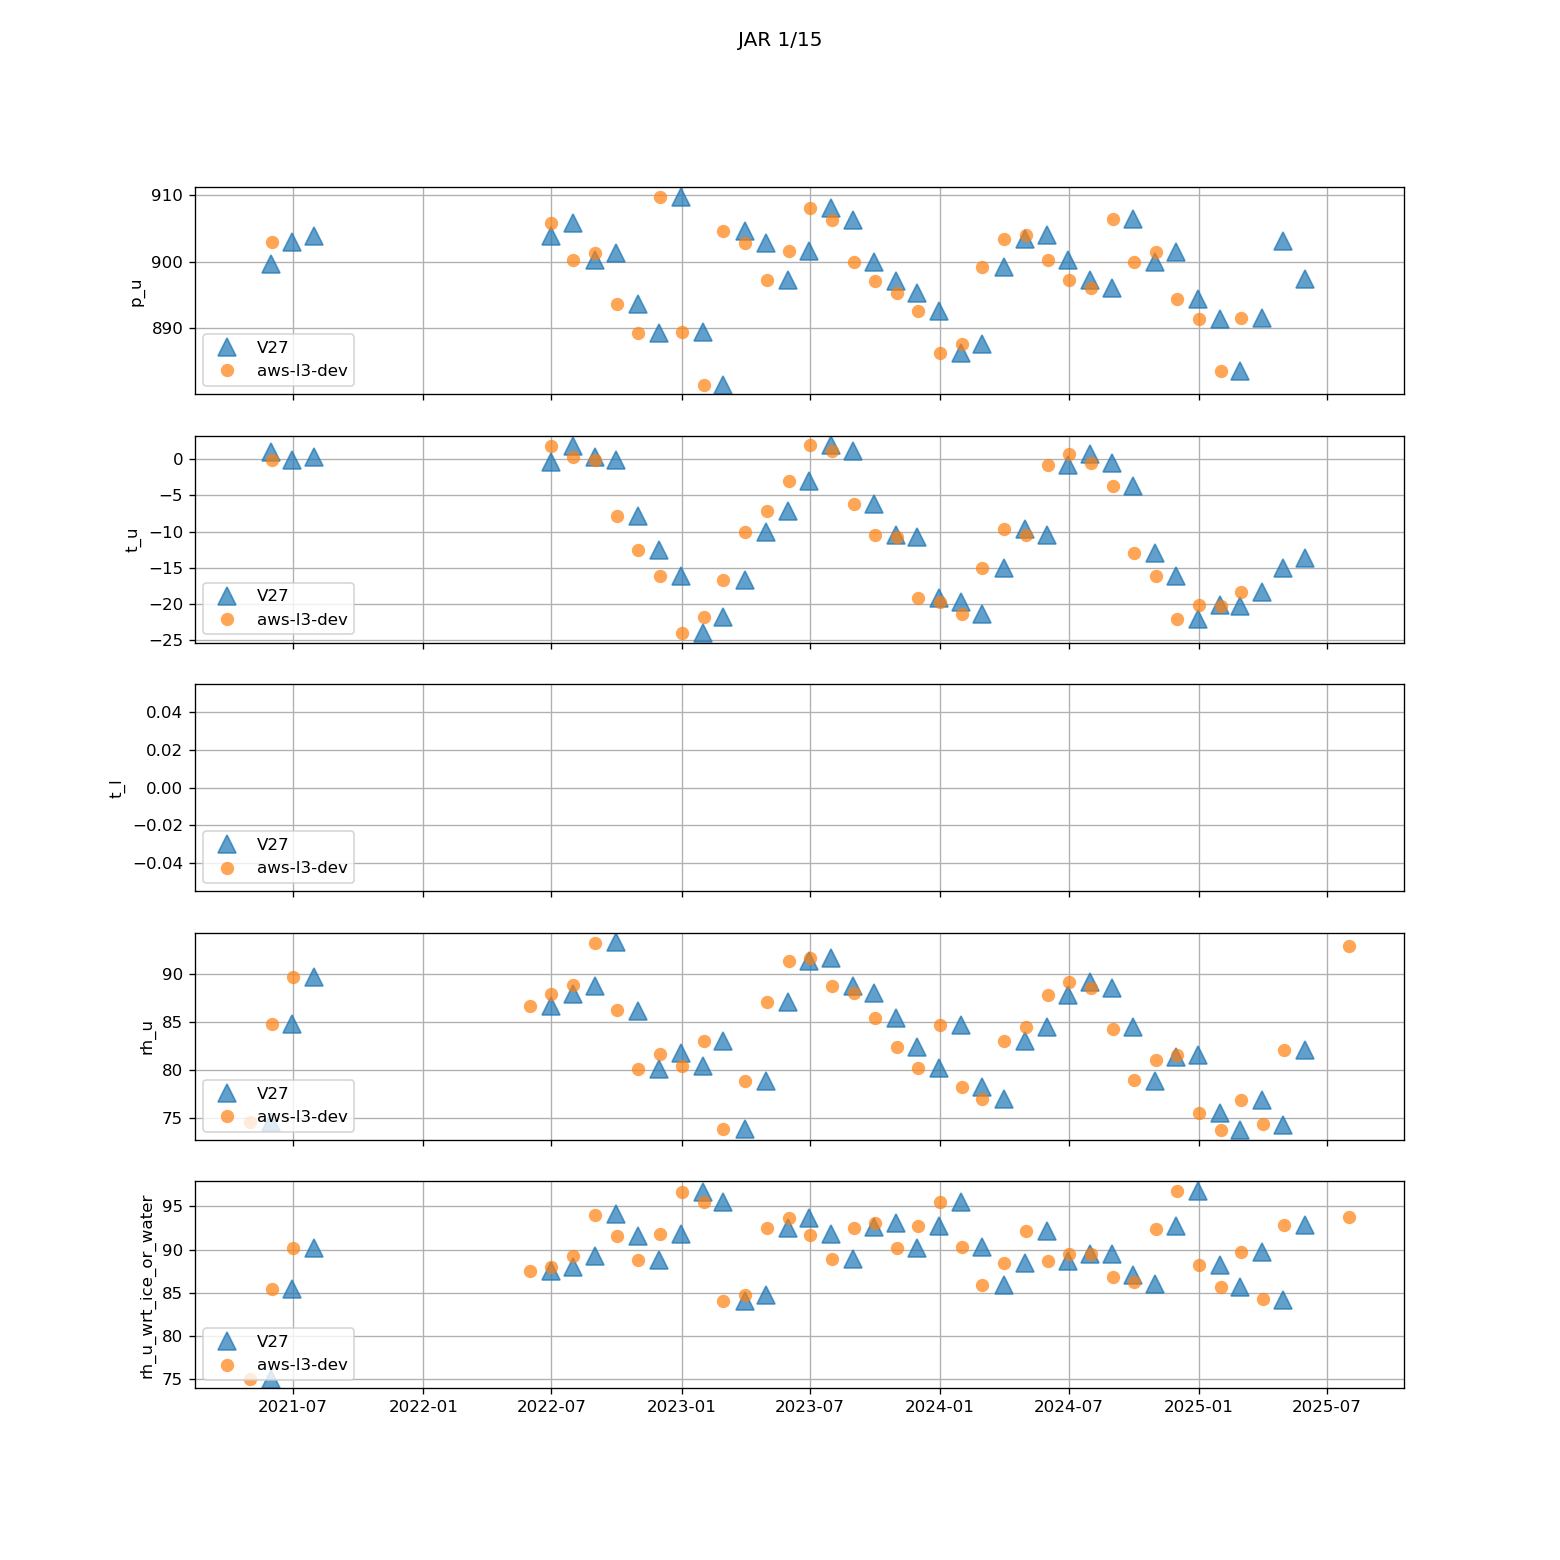 JAR 1/15
910
900
890
p_u
V27
aws-l3-dev
0
−5
−10
−15
−20
−25
t_u
V27
aws-l3-dev
0.04
0.02
0.00
−0.02
−0.04
t_l
V27
aws-l3-dev
90
85
80
75
rh_u
V27
aws-l3-dev
95
90
85
80
75
rh_u_wrt_ice_or_water
V27
aws-l3-dev
2021-07
2022-01
2022-07
2023-01
2023-07
2024-01
2024-07
2025-01
2025-07